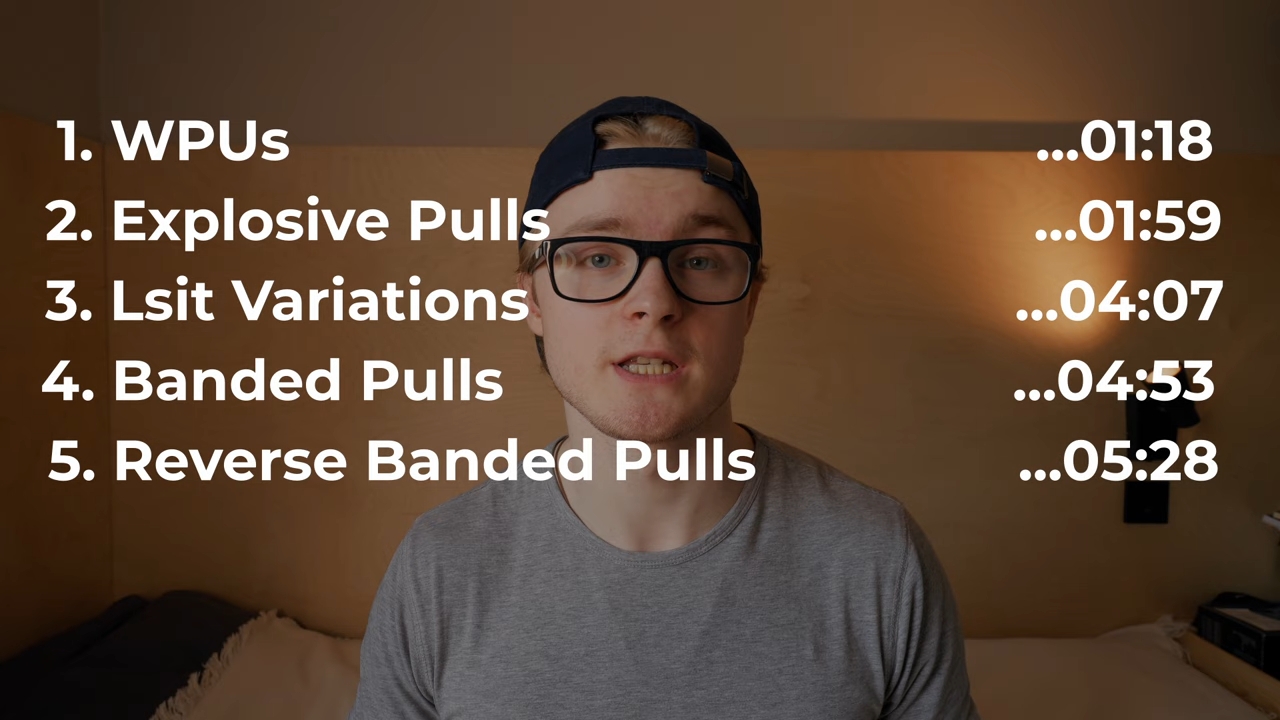 1. WPUs ...01:18
2. Explosive Pulls ...01:59
3. Lsit Variations ...04:07
4. Banded Pulls ...04:53
5. Reverse Banded Pulls ...05:28